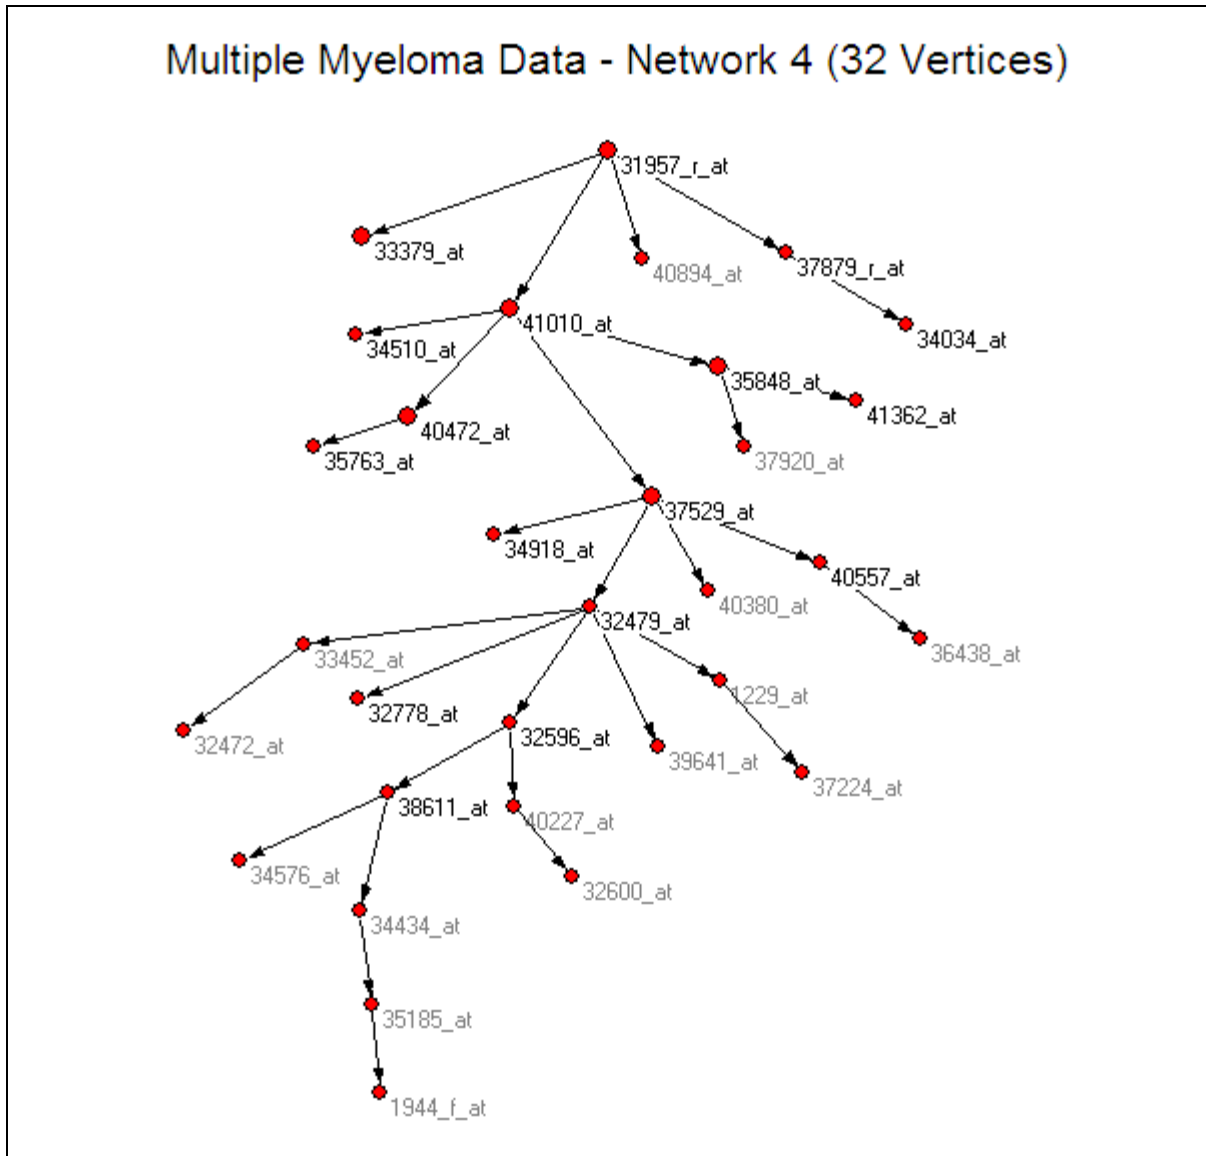 Multiple Myeloma Data - Network 4 (32 Vertices)
31957_r_at
33379_at
40894_at
37879_r_at
41010_at
34034_at
34510_at
35848_at
41362_at
40472_at
35763_at
37920_at
37529_at
34918_at
40557_at
40380_at
32479_at
36438_at
33452_at
1229_at
32778_at
32596_at
32472_at
39641_at
37224_at
38611_at
40227_at
34576_at
32600_at
34434_at
35185_at
1944_f_at